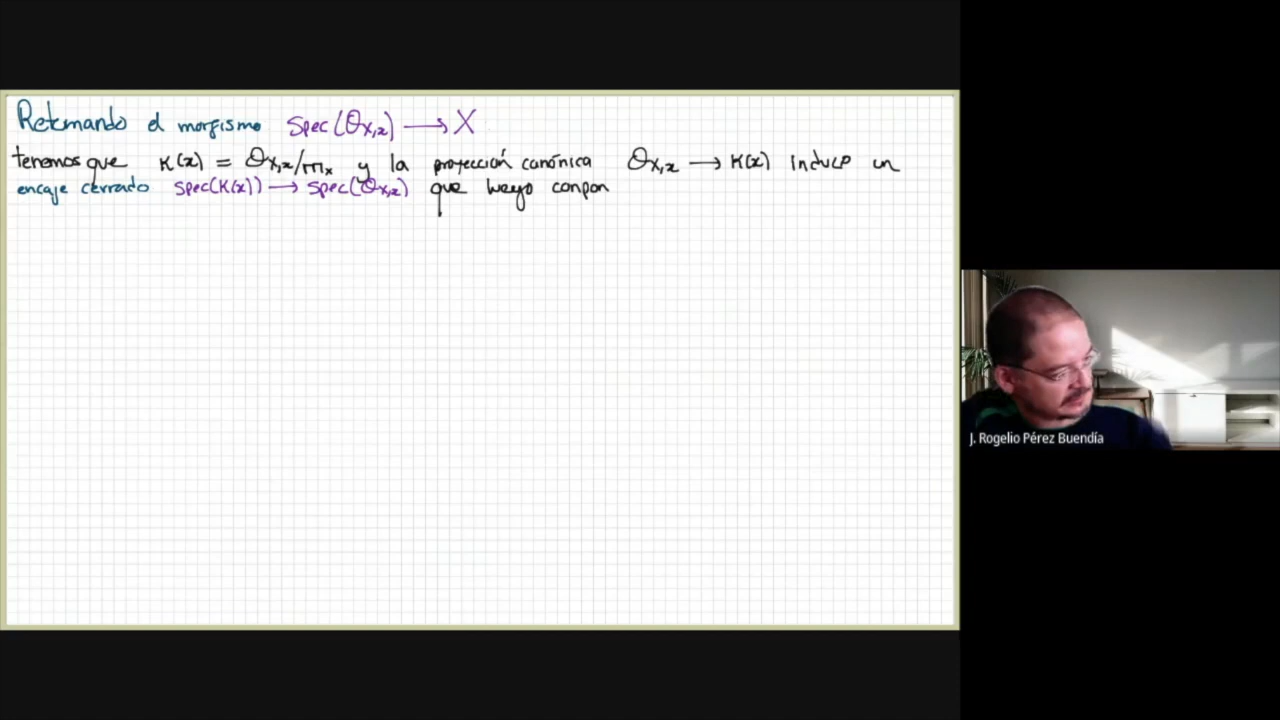 Retomando el morfismo Spec(𝒪x,x) → X
tenemos que κ(x) = 𝒪x,x/mx y la proyección canónica 𝒪x,x → κ(x) induce un
encaje cerrado Spec(κ(x)) → Spec(𝒪x,x) que luego conpon
J. Rogelio Pérez Buendía